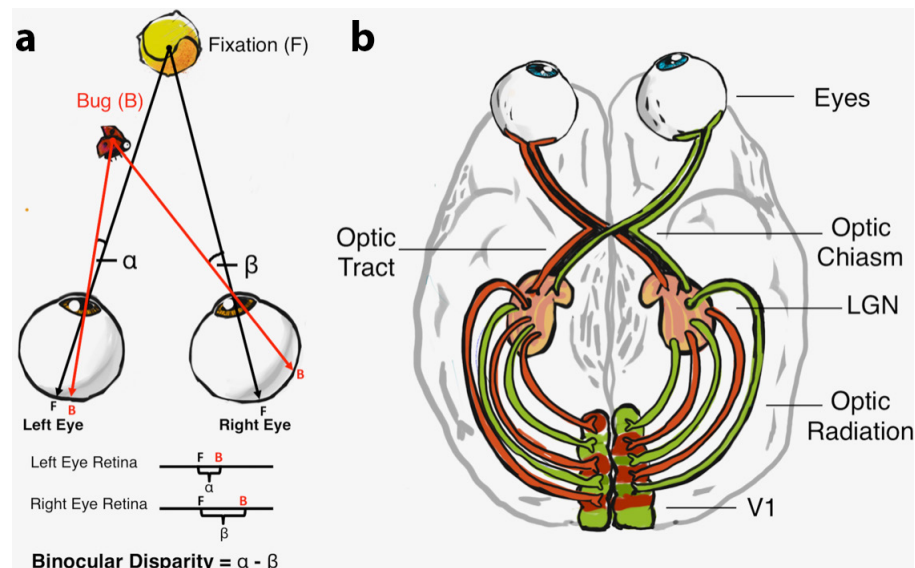 a
Fixation (F)
Bug (B)
α
β
F
B
Left Eye
F
B
Right Eye
Left Eye Retina
F
B
α
Right Eye Retina
F
B
β
Binocular Disparity = α - β
b
Eyes
Optic
Tract
Optic
Chiasm
LGN
Optic
Radiation
V1